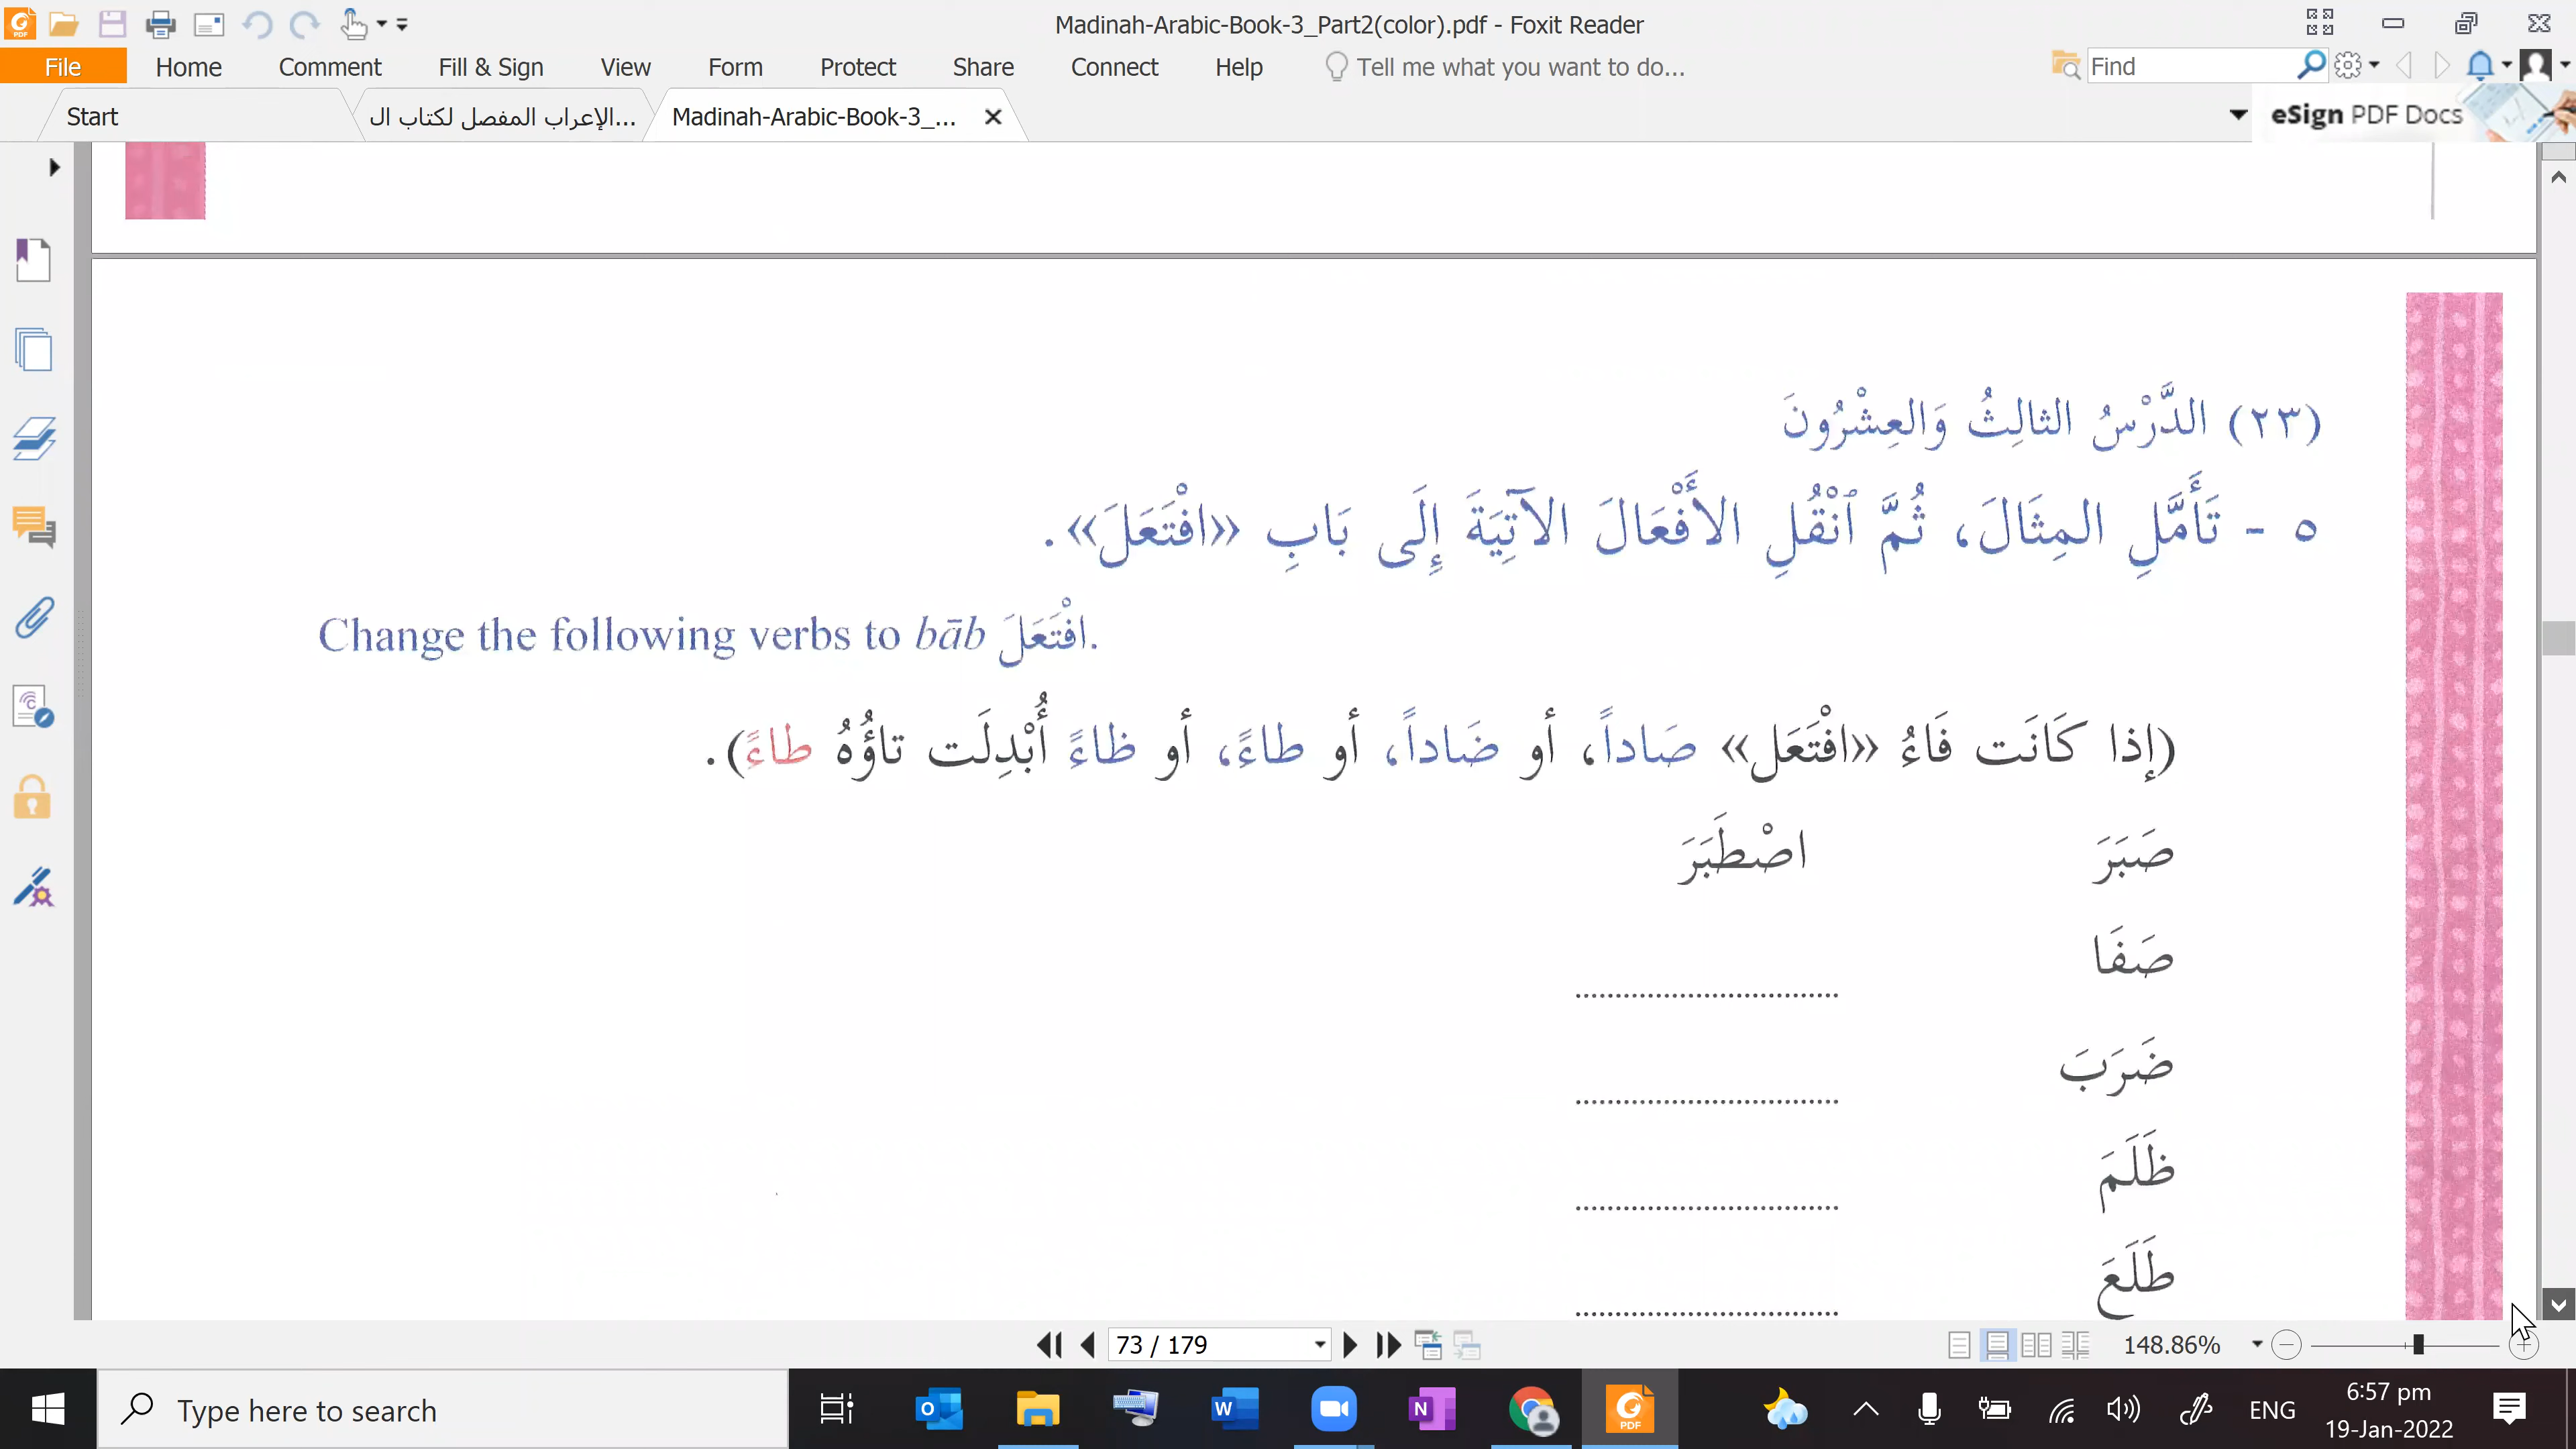 Madinah-Arabic-Book-3_Part2(color).pdf - Foxit Reader
File Home Comment Fill & Sign View Form Protect Share Connect Help Tell me what you want to do... Find
Start
الإعراب المفصل لكتاب ال...
Madinah-Arabic-Book-3_...
eSign PDF Docs
(٢٣) الدَّرْسُ الثالِثُ وَالعِشْرُونَ
٥ - تَأَمَّلِ المِثَالَ، ثُمَّ ٱنْقُلِ الأَفْعَالَ الآتِيَةَ إِلَى بَابِ «افْتَعَلَ».
Change the following verbs to bāb افْتَعَلَ.
(إذا كَانَت فَاءُ «افْتَعَل» صَاداً، أو ضَاداً، أو طاءً، أو ظاءً أُبْدِلَت تاؤُهُ طاءً).
صَبَرَ اصْطَبَرَ
صَفَا ..............................
ضَرَبَ ..............................
ظَلَمَ ..............................
طَلَعَ ..............................
73 / 179
148.86%
Type here to search
ENG
6:57 pm
19-Jan-2022